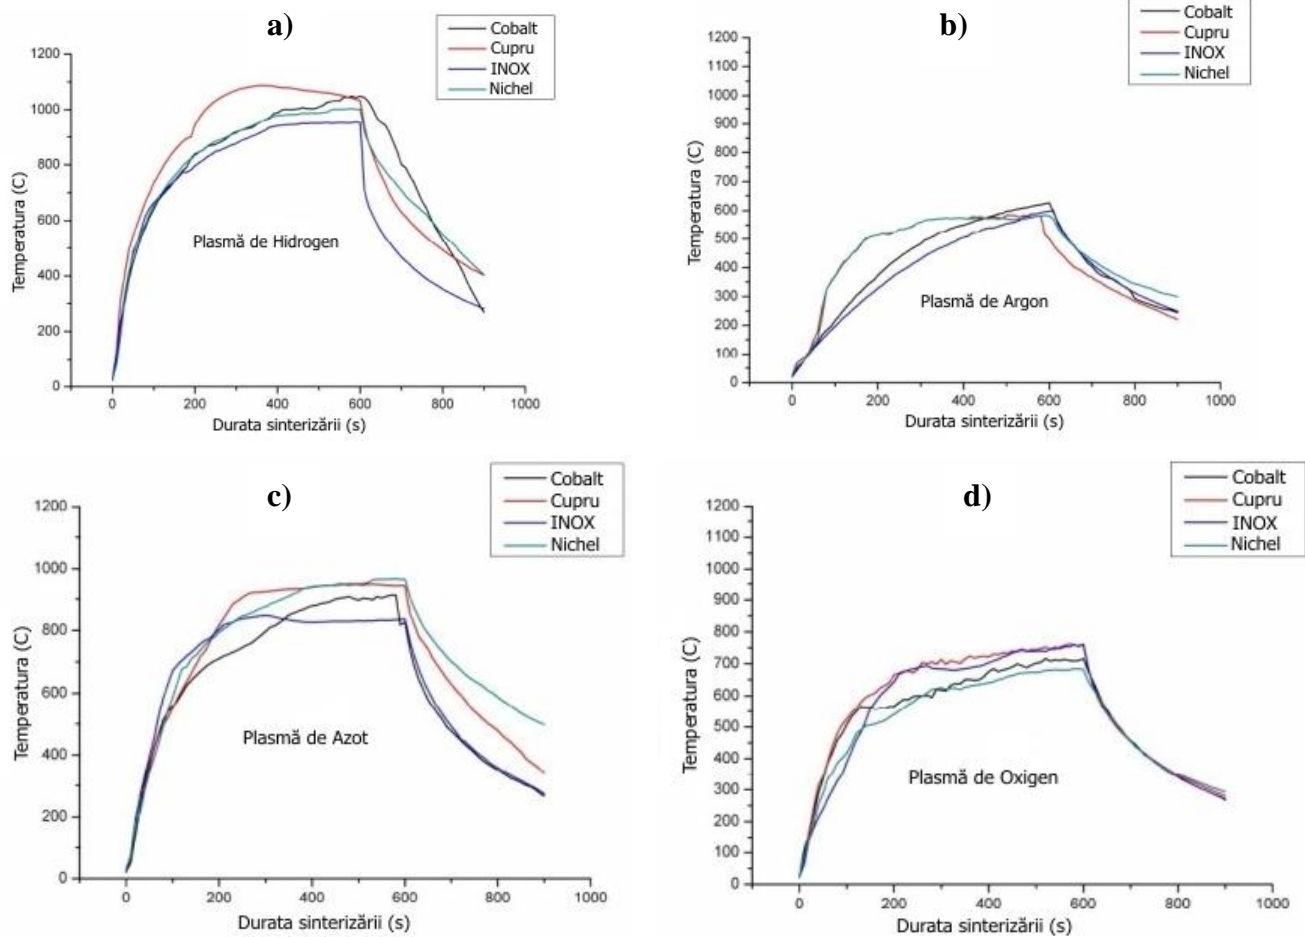 a)
Cobalt
Cupru
INOX
Nichel
1200
1000
800
600
400
200
0
Temperatura (C)
Plasmă de Hidrogen
0 200 400 600 800 1000
Durata sinterizării (s)
b)
Cobalt
Cupru
INOX
Nichel
1200
1100
1000
900
800
700
600
500
400
300
200
100
0
Temperatura (C)
Plasmă de Argon
0 200 400 600 800 1000
Durata sinterizării (s)
c)
Cobalt
Cupru
INOX
Nichel
1200
1000
800
600
400
200
0
Temperatura (C)
Plasmă de Azot
0 200 400 600 800 1000
Durata sinterizării (s)
d)
Cobalt
Cupru
INOX
Nichel
1200
1100
1000
900
800
700
600
500
400
300
200
100
0
Temperatura (C)
Plasmă de Oxigen
0 200 400 600 800 1000
Durata sinterizării (s)